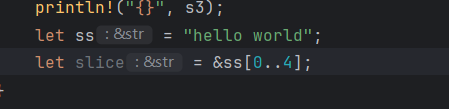 println!("{}", s3);
let ss : &str = "hello world";
let slice : &str = &ss[0..4];
}